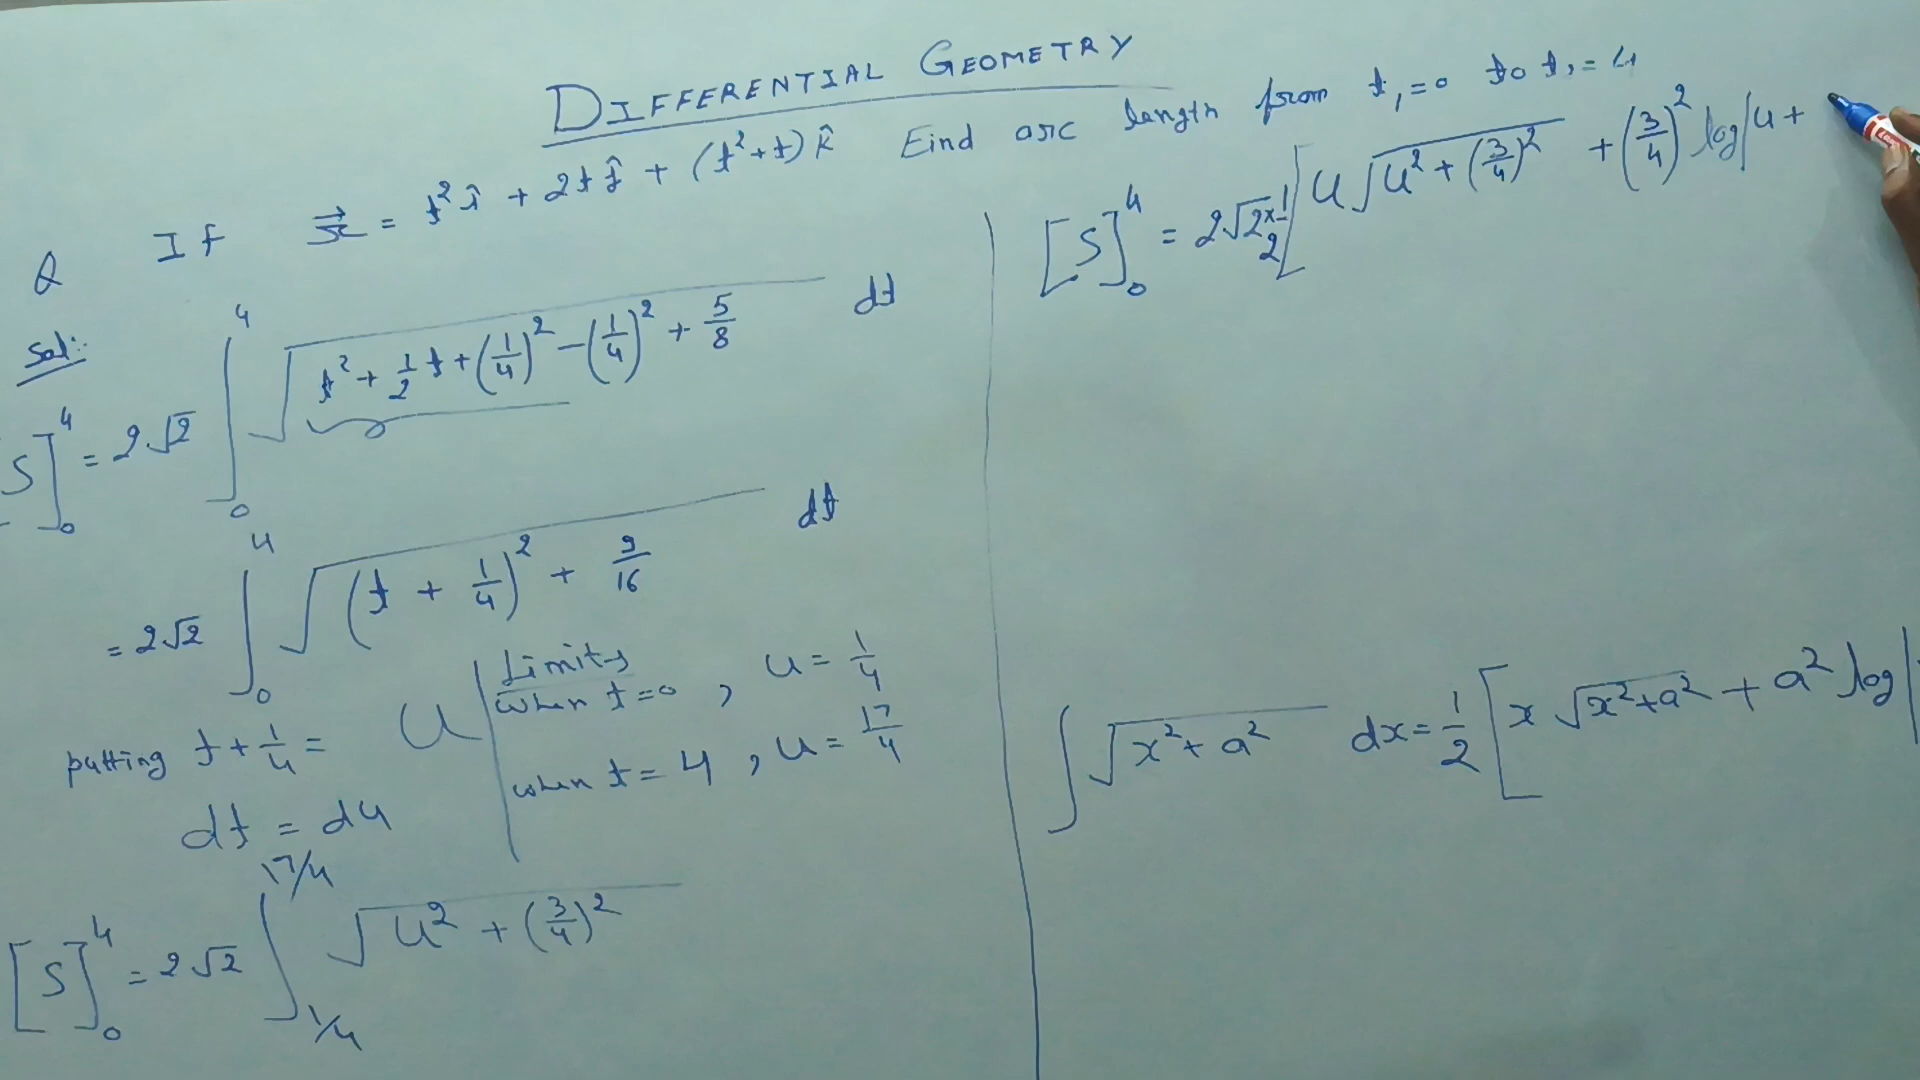 DIFFERENTIAL GEOMETRY
Q If r⃗ = t² î + 2t ĵ + (t²+t) k̂ Find arc length from t₁=0 to t₁=4
Sol:
[S]₀⁴ = 2√2 ∫₀⁴ √(t² + 1/2 t + (1/4)² − (1/4)² + 5/8) dt
= 2√2 ∫₀⁴ √((t + 1/4)² + 9/16) dt
putting t + 1/4 = u
dt = du
Limits
when t=0, u = 1/4
when t = 4, u = 17/4
[S]₀⁴ = 2√2 ∫_{1/4}^{17/4} √(u² + (3/4)²)
[S]₀⁴ = 2√2 × 1/2 [u √(u² + (3/4)²) + (3/4)² log|u +
∫ √(x² + a²) dx = 1/2 [x √(x²+a²) + a² log|